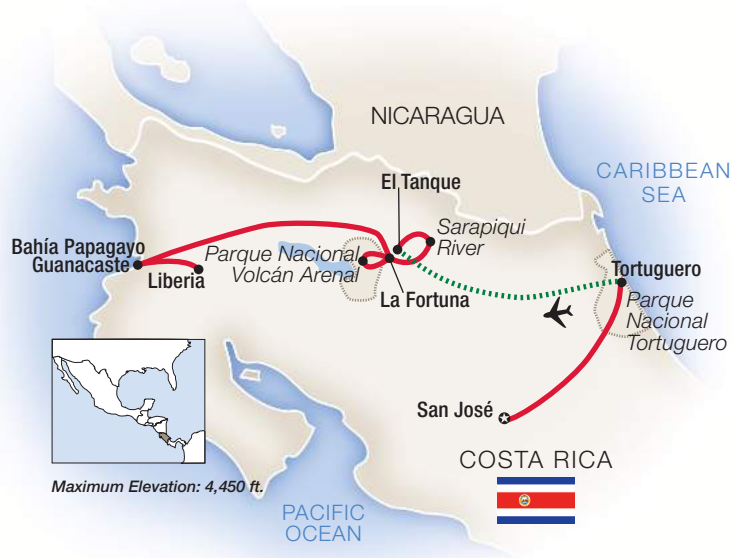 NICARAGUA
CARIBBEAN
SEA
El Tanque
Sarapiqui
River
Bahía Papagayo
Guanacaste
Liberia
Parque Nacional
Volcán Arenal
La Fortuna
Tortuguero
Parque
Nacional
Tortuguero
San José
COSTA RICA
Maximum Elevation: 4,450 ft.
PACIFIC
OCEAN